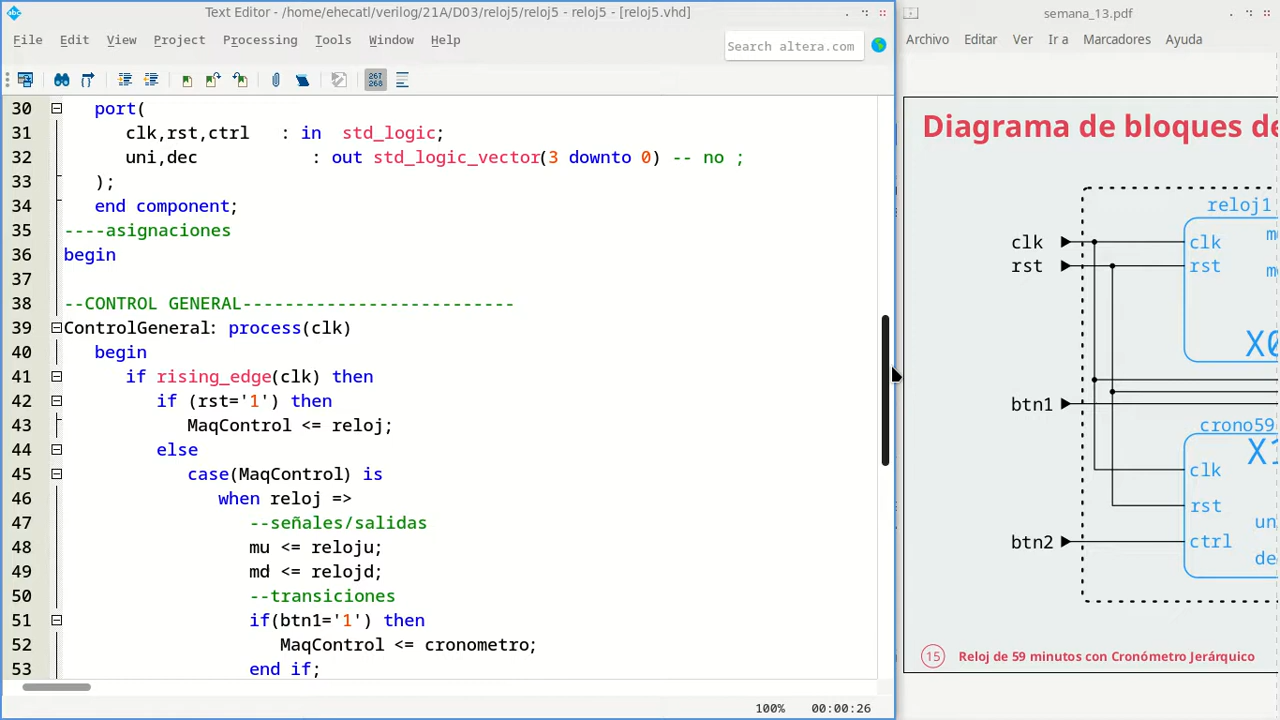 Text Editor - /home/ehecatl/verilog/21A/D03/reloj5/reloj5 - reloj5 - [reloj5.vhd]
File Edit View Project Processing Tools Window Help
Search altera.com
267
268
30 port(
31 clk,rst,ctrl : in std_logic;
32 uni,dec : out std_logic_vector(3 downto 0) -- no ;
33 );
34 end component;
35 ----asignaciones
36 begin
37
38 --CONTROL GENERAL--------------------------
39 ControlGeneral: process(clk)
40 begin
41 if rising_edge(clk) then
42 if (rst='1') then
43 MaqControl <= reloj;
44 else
45 case(MaqControl) is
46 when reloj =>
47 --señales/salidas
48 mu <= reloju;
49 md <= relojd;
50 --transiciones
51 if(btn1='1') then
52 MaqControl <= cronometro;
53 end if;
100% 00:00:26
semana_13.pdf
Archivo Editar Ver Ir a Marcadores Ayuda
Diagrama de bloques de
reloj1
clk clk
rst rst
X0
btn1
crono59
X1
clk
rst
un
btn2 ctrl
de
15 Reloj de 59 minutos con Cronómetro Jerárquico